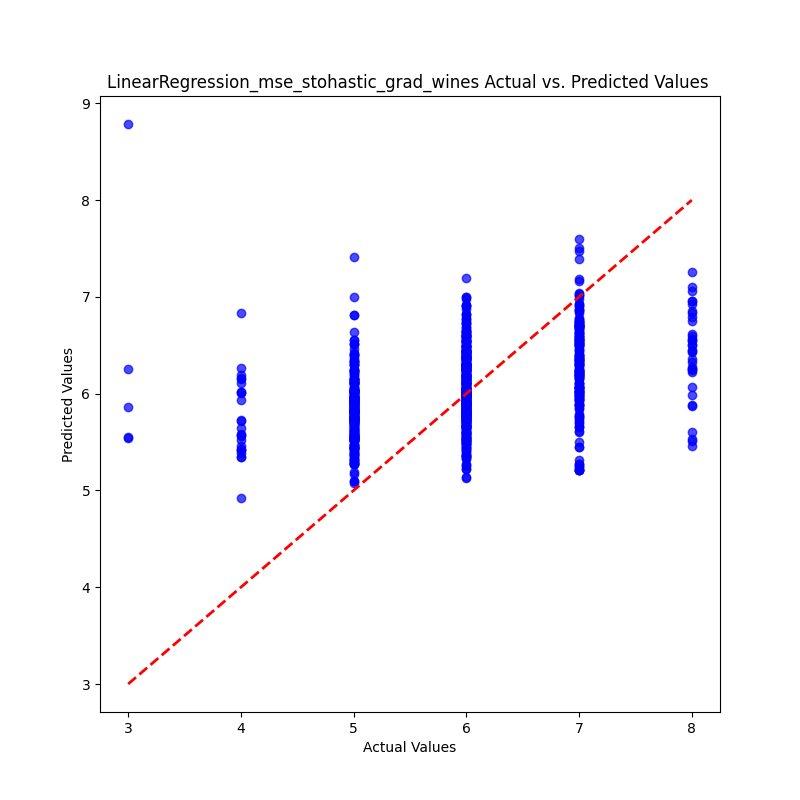 LinearRegression_mse_stohastic_grad_wines Actual vs. Predicted Values
9
8
7
6
5
4
3
Predicted Values
3 4 5 6 7 8
Actual Values